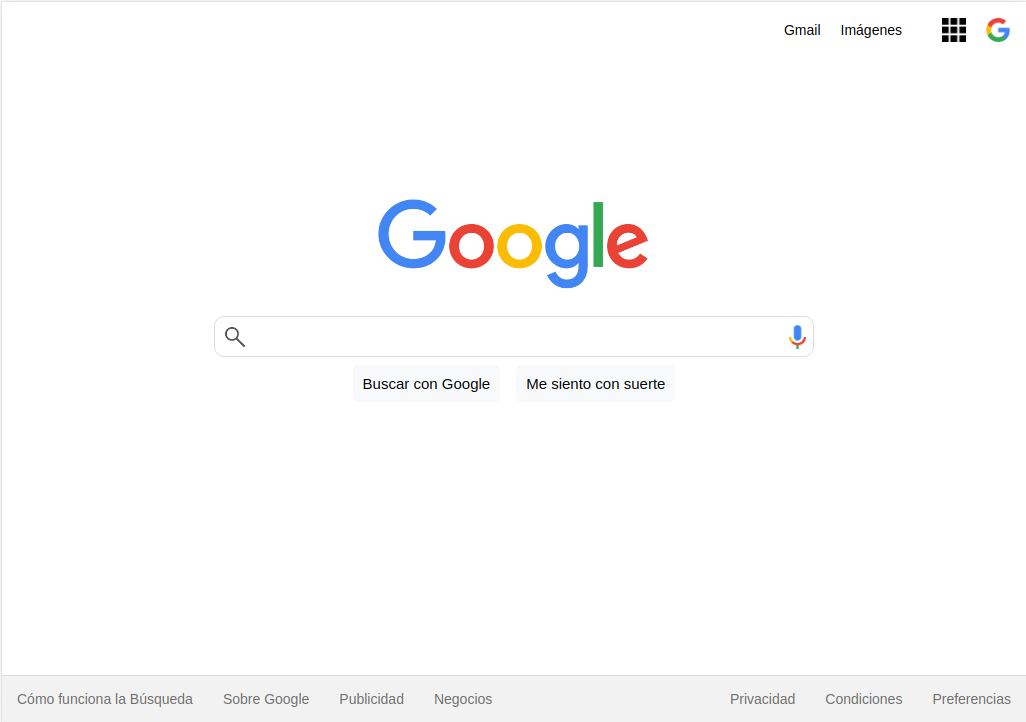 Gmail Imágenes
Google
Buscar con Google Me siento con suerte
Cómo funciona la Búsqueda Sobre Google Publicidad Negocios Privacidad Condiciones Preferencias